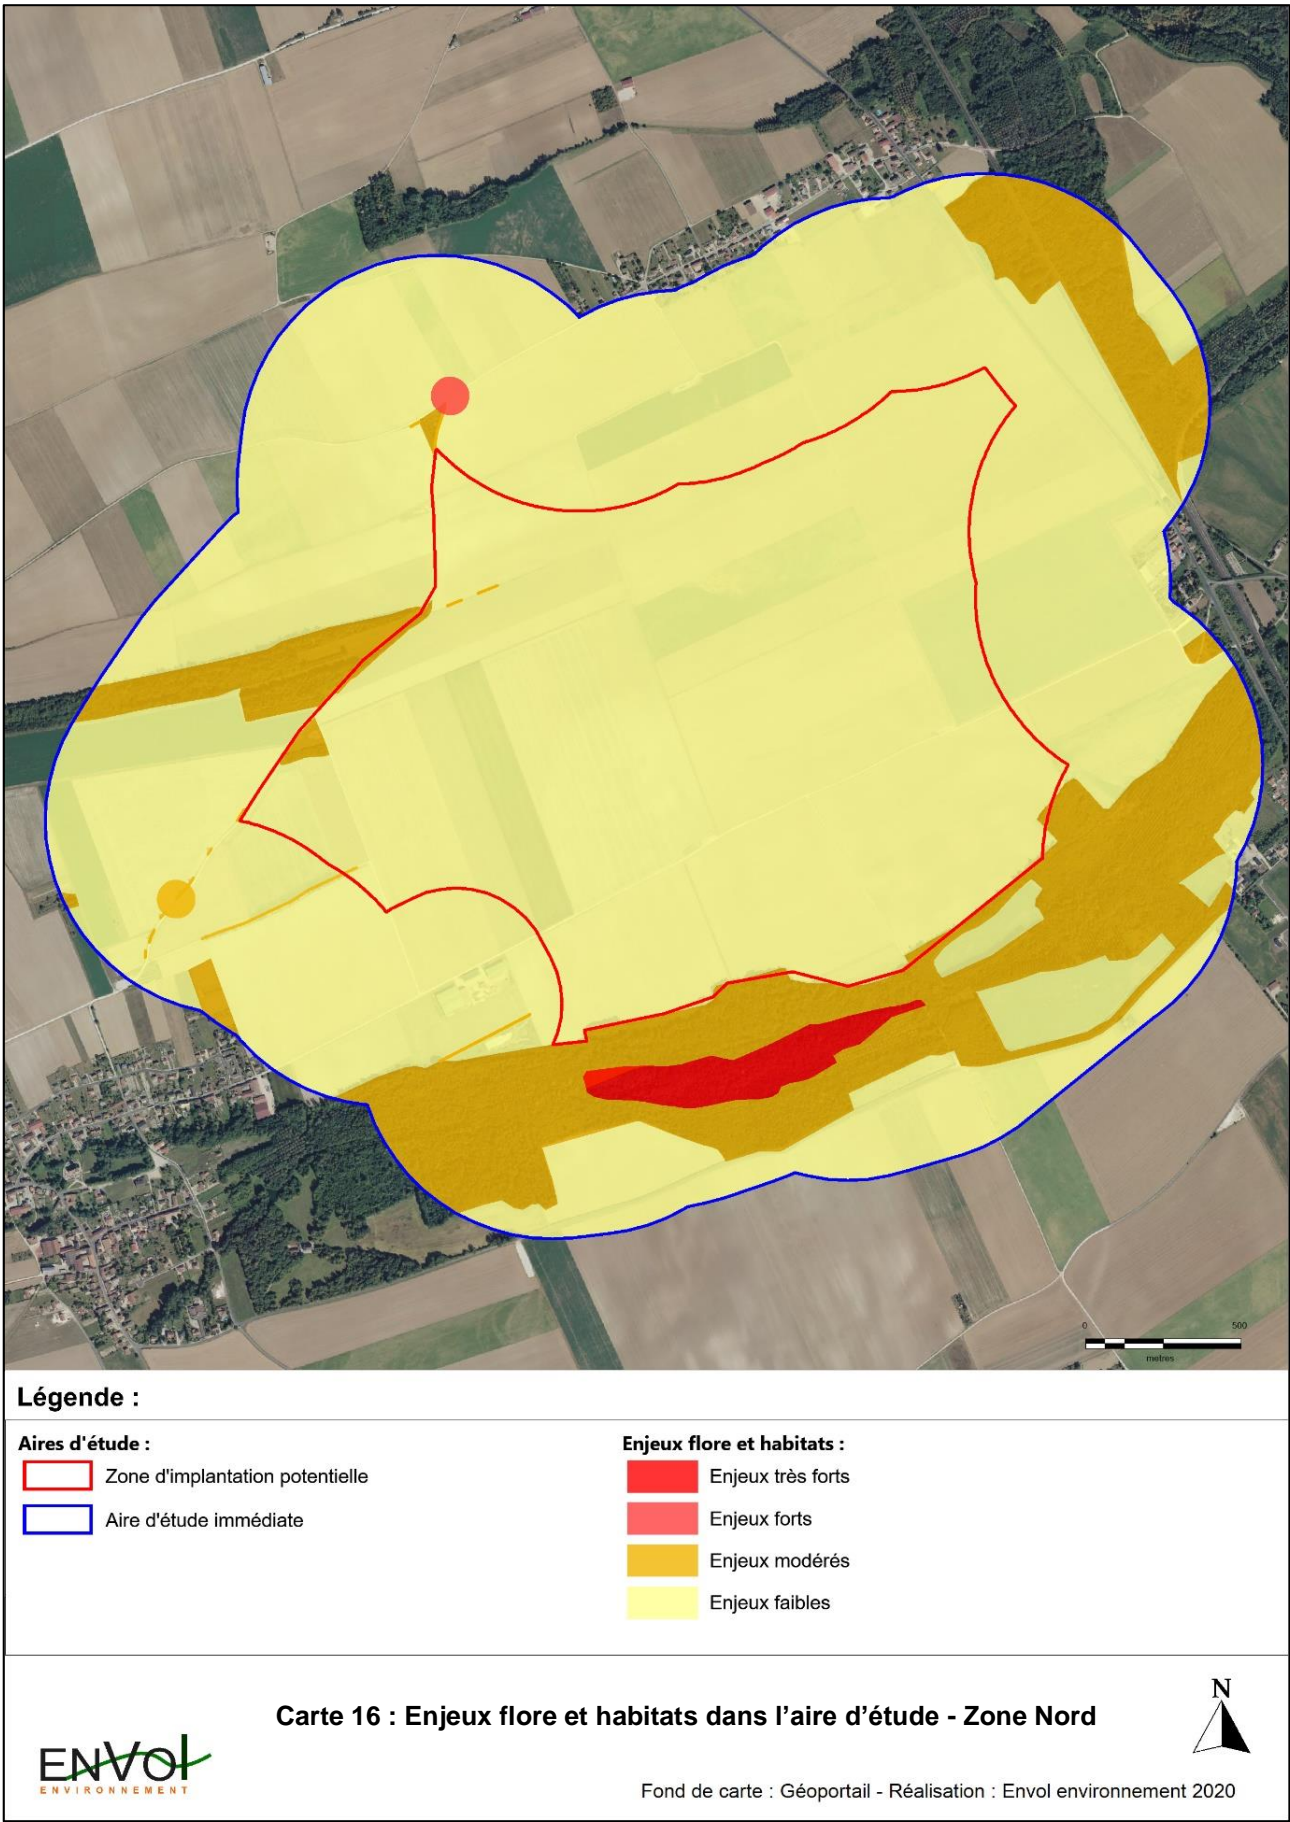 0 500
metres
Légende :
Aires d'étude :
Zone d'implantation potentielle
Aire d'étude immédiate
Enjeux flore et habitats :
Enjeux très forts
Enjeux forts
Enjeux modérés
Enjeux faibles
Carte 16 : Enjeux flore et habitats dans l’aire d’étude - Zone Nord
N
ENVOl
ENVIRONNEMENT
Fond de carte : Géoportail - Réalisation : Envol environnement 2020